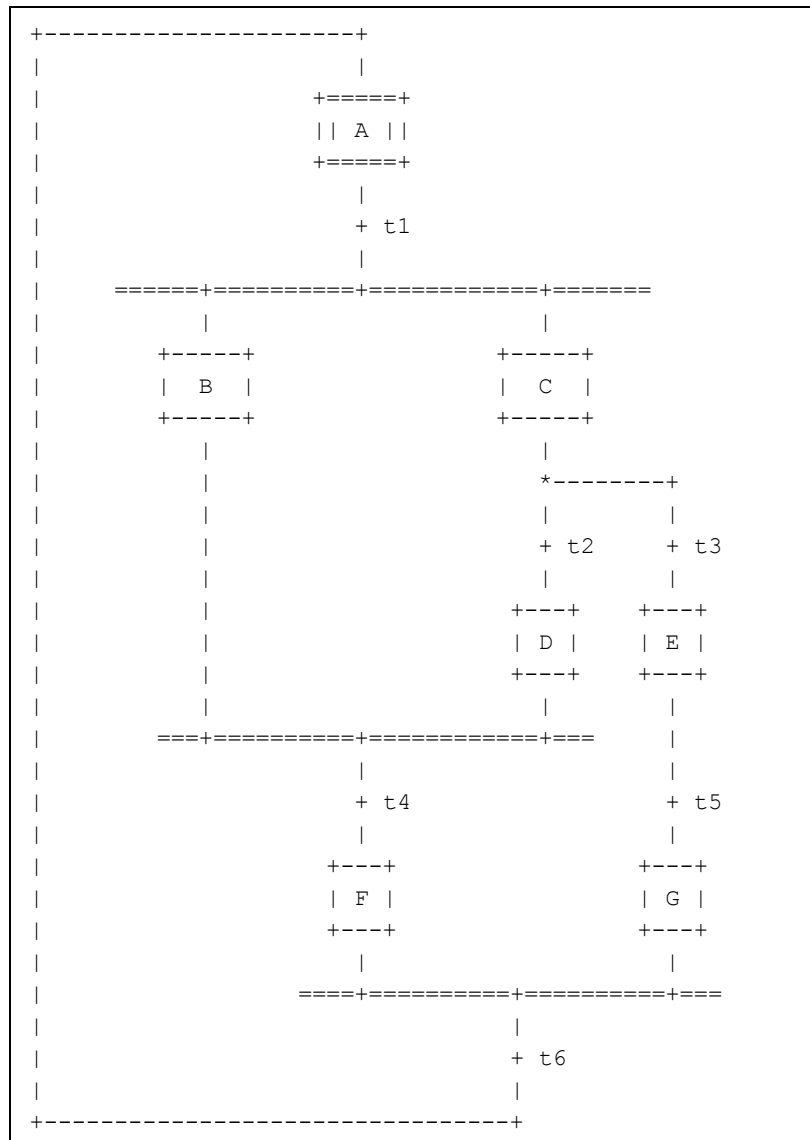 +----------------------+
|                      |
|                   +=====+
|                   || A ||
|                   +=====+
|                      |
|                      + t1
|                      |
|     ======+==========+============+=======
|           |                       |
|        +-----+                 +-----+
|        |  B  |                 |  C  |
|        +-----+                 +-----+
|           |                       |
|           |                       *--------+
|           |                       |        |
|           |                       + t2     + t3
|           |                       |        |
|           |                     +---+    +---+
|           |                     | D |    | E |
|           |                     +---+    +---+
|           |                       |        |
|        ===+==========+============+===     |
|                      |                     |
|                      + t4                  + t5
|                      |                     |
|                    +---+                 +---+
|                    | F |                 | G |
|                    +---+                 +---+
|                      |                     |
|                  ====+==========+==========+===
|                                 |
|                                 + t6
|                                 |
+---------------------------------+